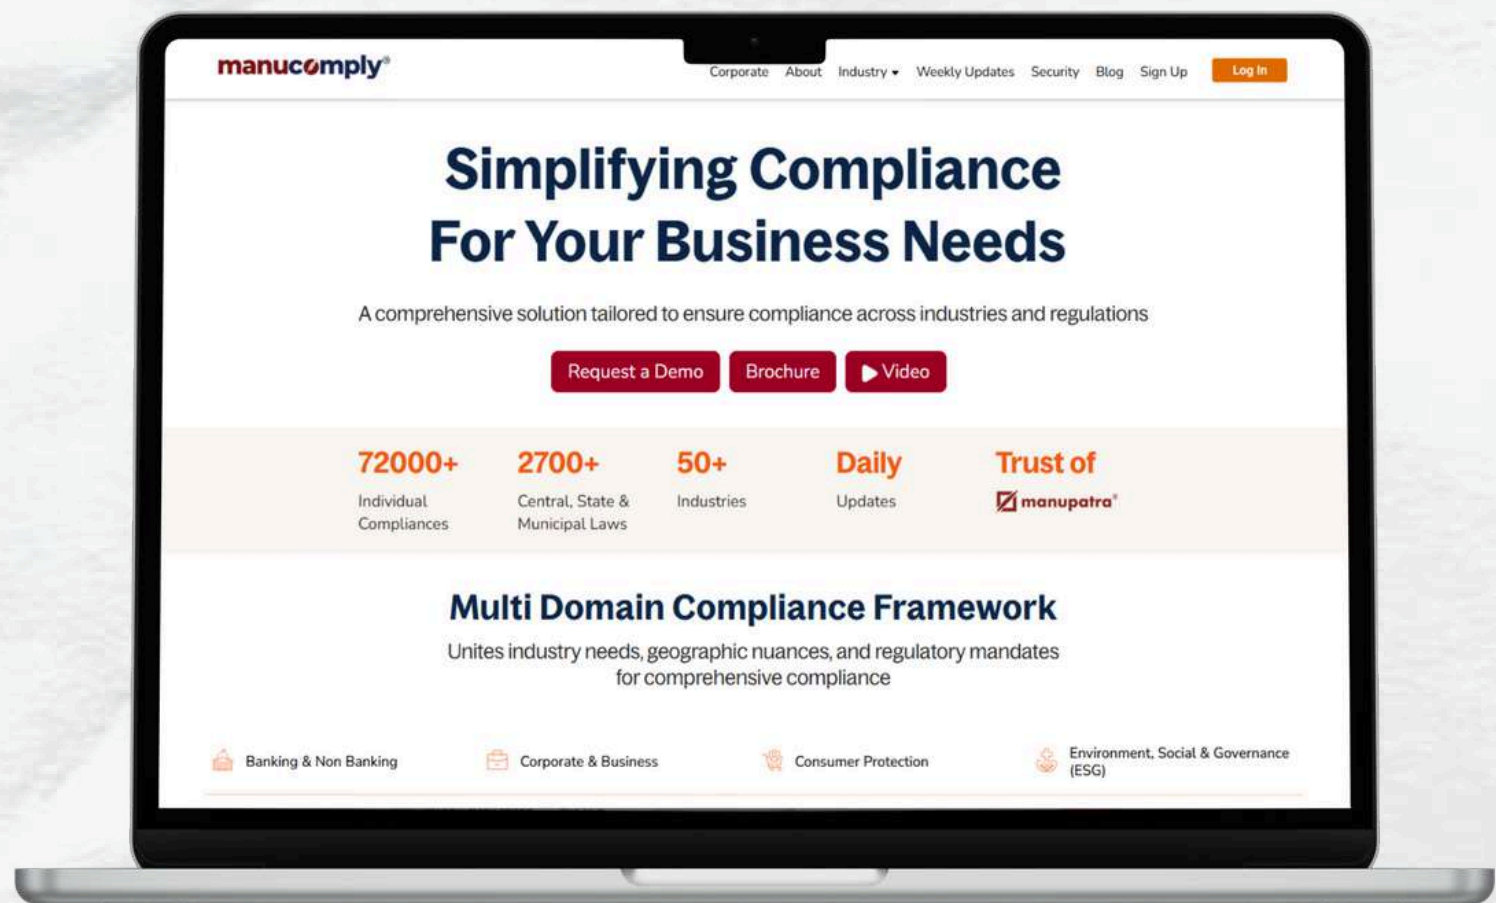 manucomply®
Corporate About Industry Weekly Updates Security Blog Sign Up Log In
Simplifying Compliance
For Your Business Needs
A comprehensive solution tailored to ensure compliance across industries and regulations
Request a Demo Brochure Video
72000+ 2700+ 50+ Daily Trust of
Individual Central, State & Industries Updates manupatra®
Compliances Municipal Laws
Multi Domain Compliance Framework
Unites industry needs, geographic nuances, and regulatory mandates
for comprehensive compliance
Banking & Non Banking Corporate & Business Consumer Protection Environment, Social & Governance
(ESG)